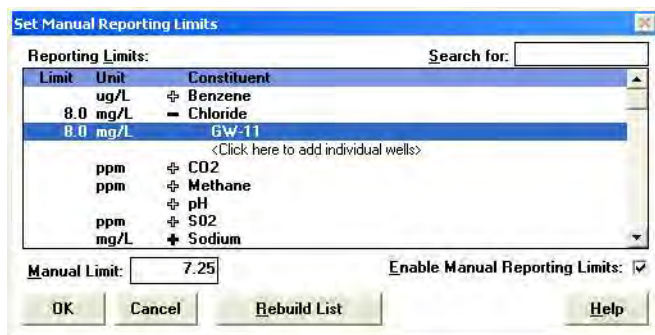 Set Manual Reporting Limits
Reporting Limits: Search for:
Limit Unit Constituent
ug/L Benzene
8.0 mg/L Chloride
8.0 mg/L GW-11
<Click here to add individual wells>
ppm CO2
ppm Methane
pH
ppm SO2
mg/L Sodium
Manual Limit: 7.25 Enable Manual Reporting Limits:
OK Cancel Rebuild List Help